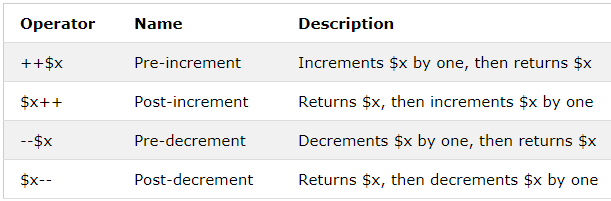 Operator Name Description
++$x Pre-increment Increments $x by one, then returns $x
$x++ Post-increment Returns $x, then increments $x by one
--$x Pre-decrement Decrements $x by one, then returns $x
$x-- Post-decrement Returns $x, then decrements $x by one